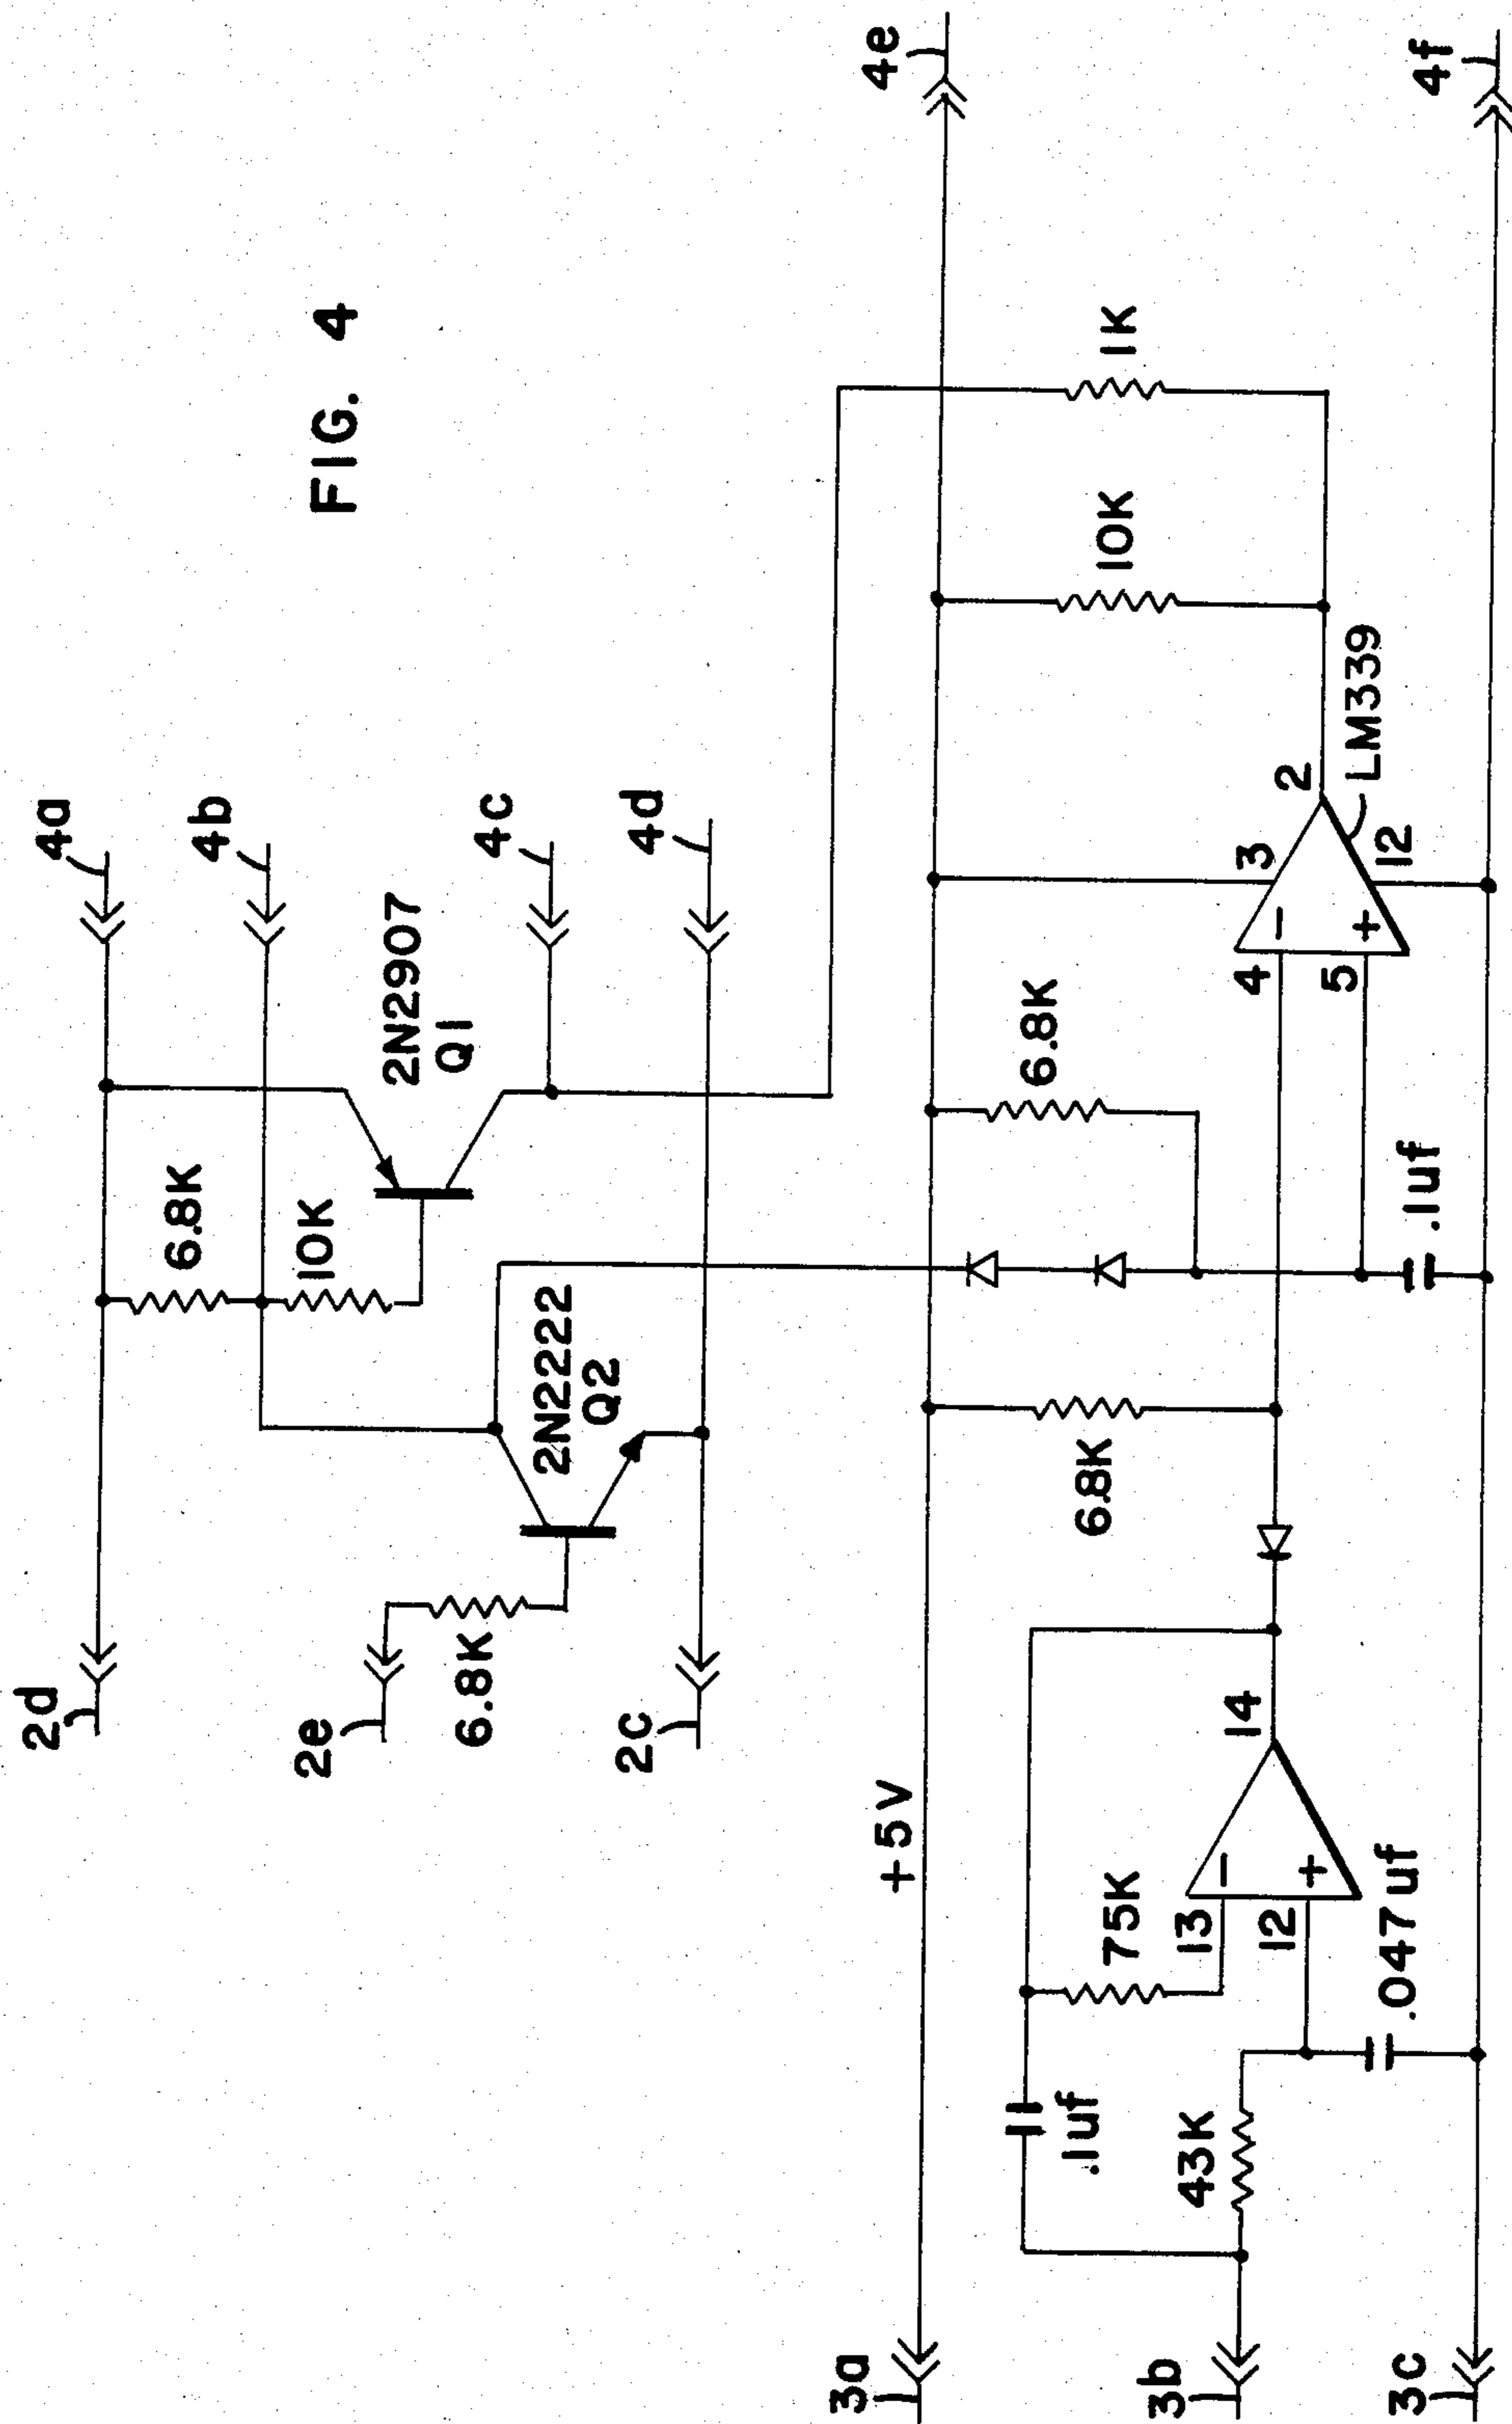 FIG. 4
4a
4b
2N2907
Q1
4c
4d
6.8K
10K
2N2222
Q2
2d
2e
6.8K
2c
4e
4f
1K
10K
LM339
2
3
12
4
5
6.8K
.1uf
6.8K
+5V
14
75K
13
12
.047uf
.1uf
43K
3a
3b
3c